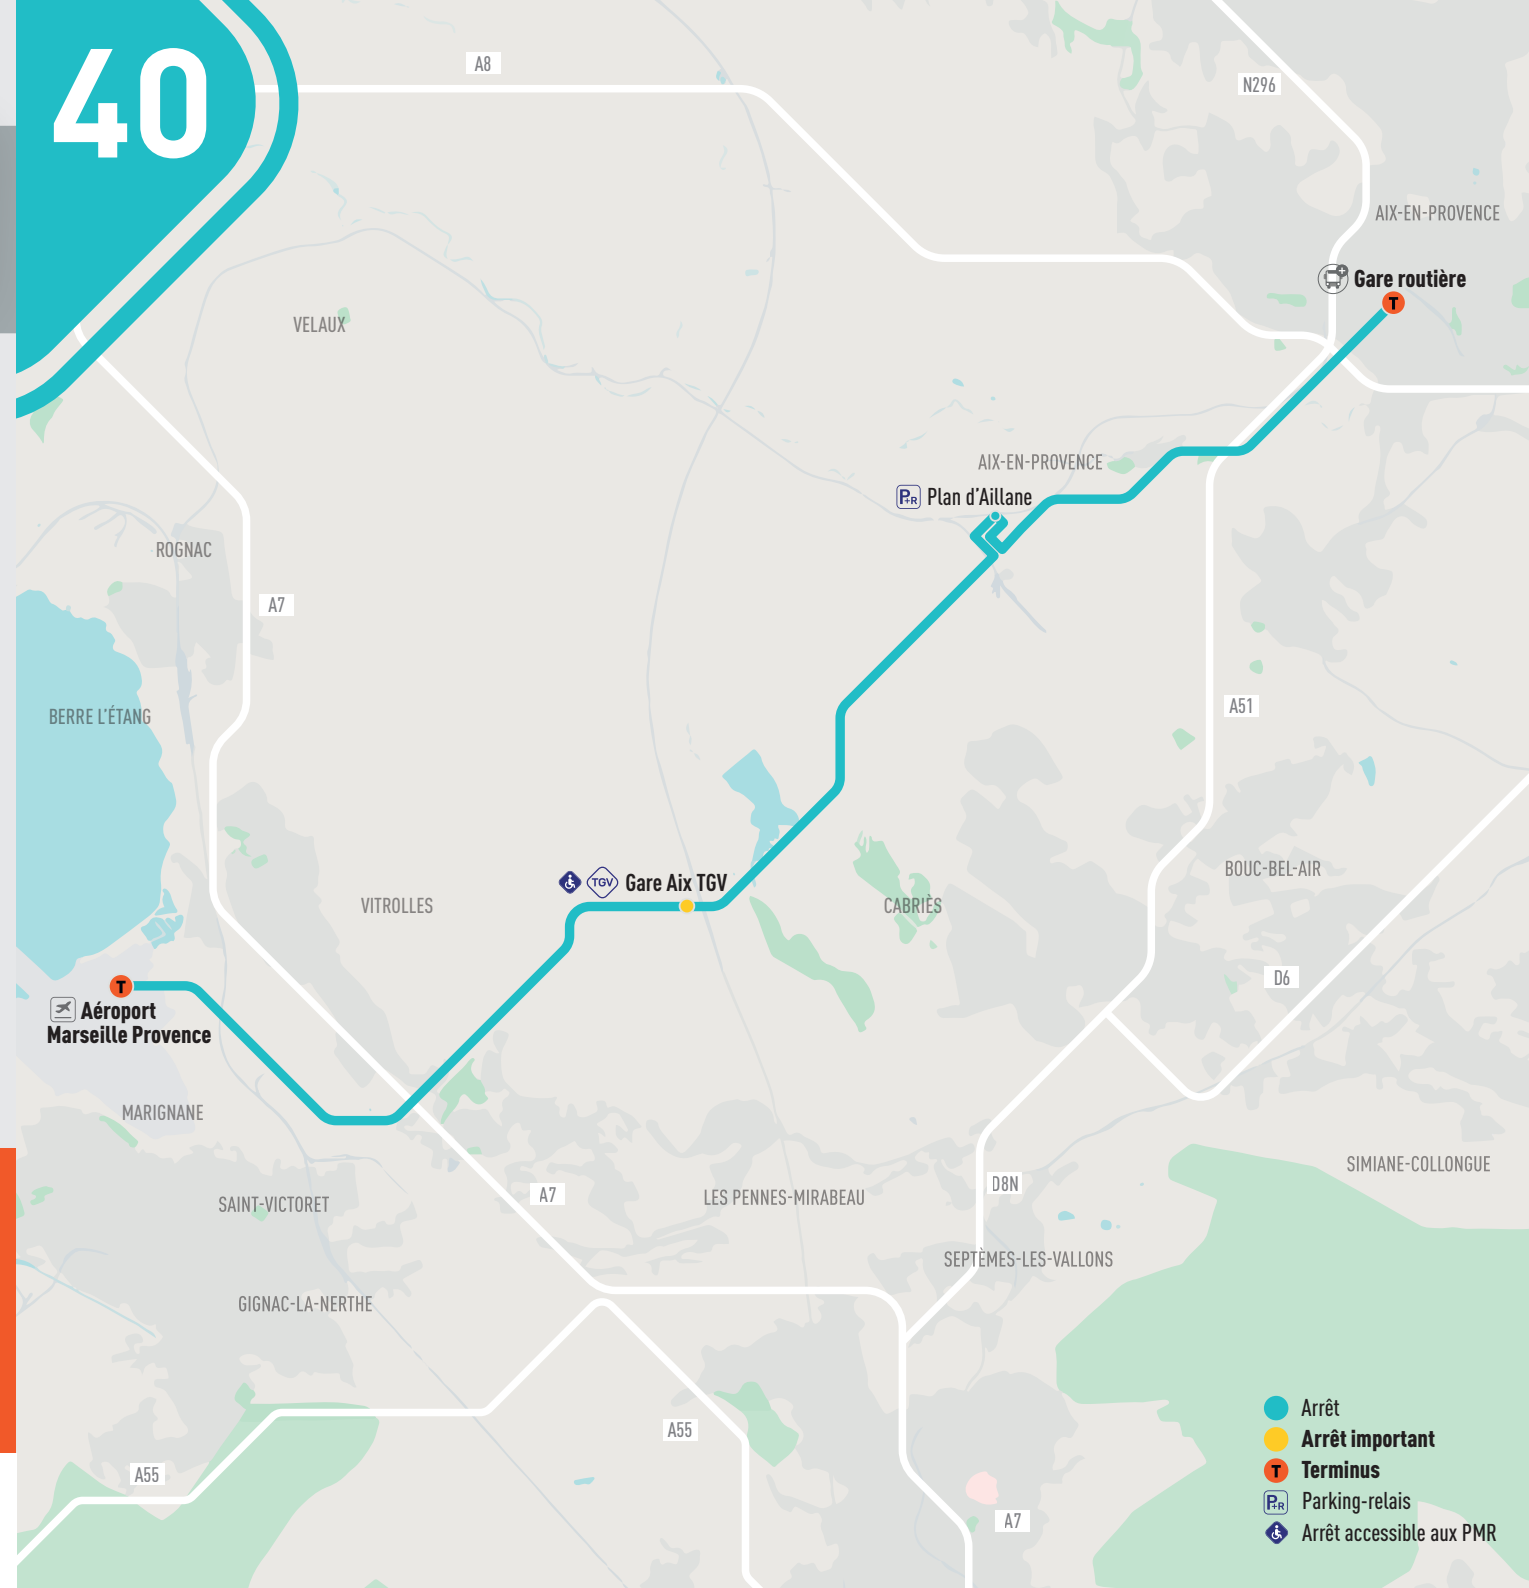 40
A8
N296
AIX-EN-PROVENCE
Gare routière
T
VELAUX
AIX-EN-PROVENCE
P+R Plan d'Aillane
ROGNAC
A7
BERRE L'ÉTANG
A51
BOUC-BEL-AIR
TGV Gare Aix TGV
VITROLLES
CABRIÈS
D6
T
Aéroport
Marseille Provence
MARIGNANE
SIMIANE-COLLONGUE
D8N
A7
LES PENNES-MIRABEAU
SAINT-VICTORET
SEPTÈMES-LES-VALLONS
GIGNAC-LA-NERTHE
A55
A55
A7
Arrêt
Arrêt important
T Terminus
P+R Parking-relais
Arrêt accessible aux PMR